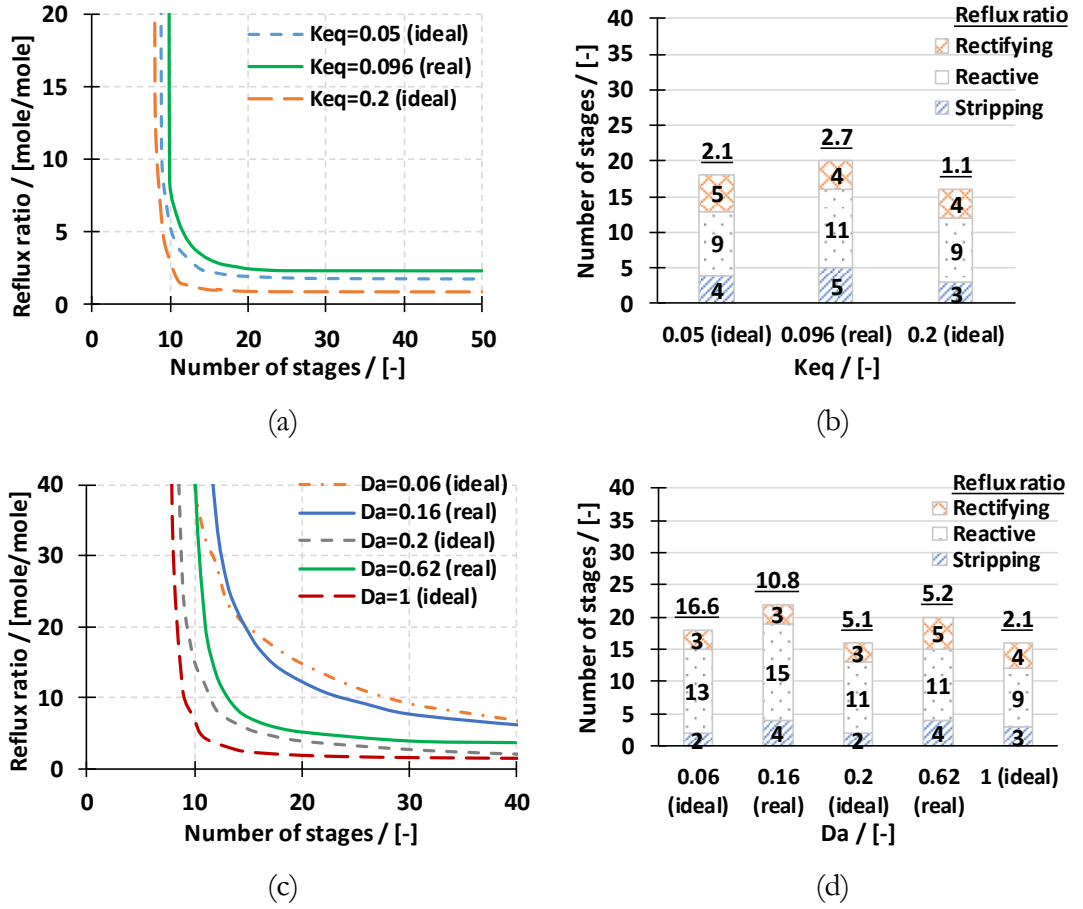 20
15
10
5
0
Reflux ratio / [mole/mole]
Keq=0.05 (ideal)
Keq=0.096 (real)
Keq=0.2 (ideal)
0 10 20 30 40 50
Number of stages / [-]
(a)
40
35
30
25
20
15
10
5
0
Number of stages / [-]
Reflux ratio
Rectifying
Reactive
Stripping
2.1 2.7 1.1
5 4 4
9 11 9
4 5 3
0.05 (ideal) 0.096 (real) 0.2 (ideal)
Keq / [-]
(b)
40
30
20
10
0
Reflux ratio / [mole/mole]
Da=0.06 (ideal)
Da=0.16 (real)
Da=0.2 (ideal)
Da=0.62 (real)
Da=1 (ideal)
0 10 20 30 40
Number of stages / [-]
(c)
40
35
30
25
20
15
10
5
0
Number of stages / [-]
Reflux ratio
Rectifying
Reactive
Stripping
16.6 10.8 5.1 5.2 2.1
3 3 3 5 4
13 15 11 11 9
2 4 2 4 3
0.06 0.16 0.2 0.62 1 (ideal)
(ideal) (real) (ideal) (real)
Da / [-]
(d)